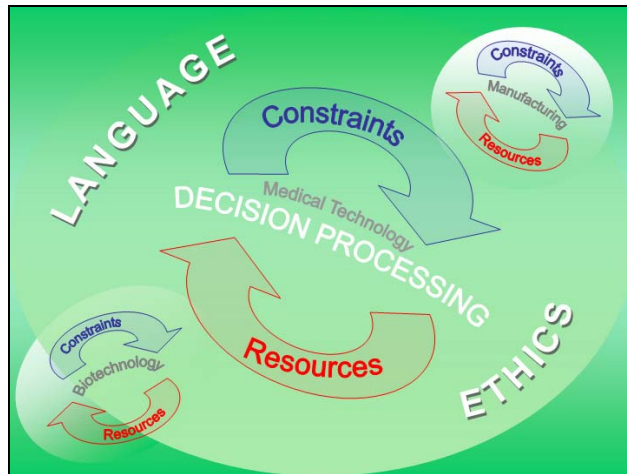 LANGUAGE
Constraints
Manufacturing
Resources
Constraints
Medical Technology
DECISION PROCESSING
Resources
Constraints
Biotechnology
Resources
ETHICS